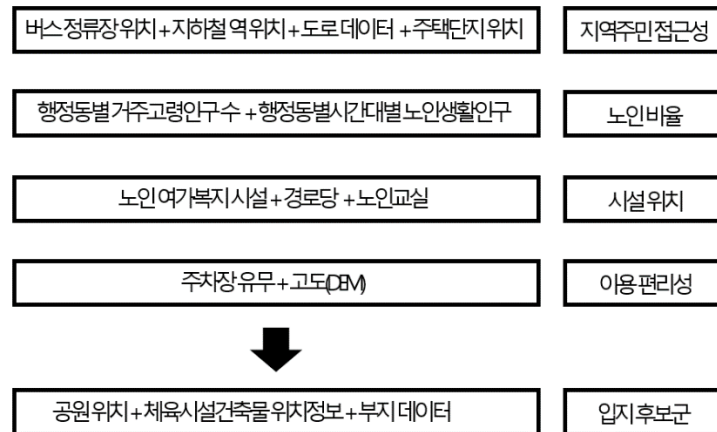 버스 정류장 위치 + 지하철 역 위치 + 도로 데이터 + 주택단지 위치
지역주민 접근성
행정동별 거주 고령인구 수 + 행정동별 시간대별 노인 생활인구
노인 비율
노인 여가복지 시설 + 경로당 + 노인교실
시설 위치
주차장 유무 + 고도(DEM)
이용 편리성
공원 위치 + 체육시설 건축물 위치정보 + 부지 데이터
입지 후보군